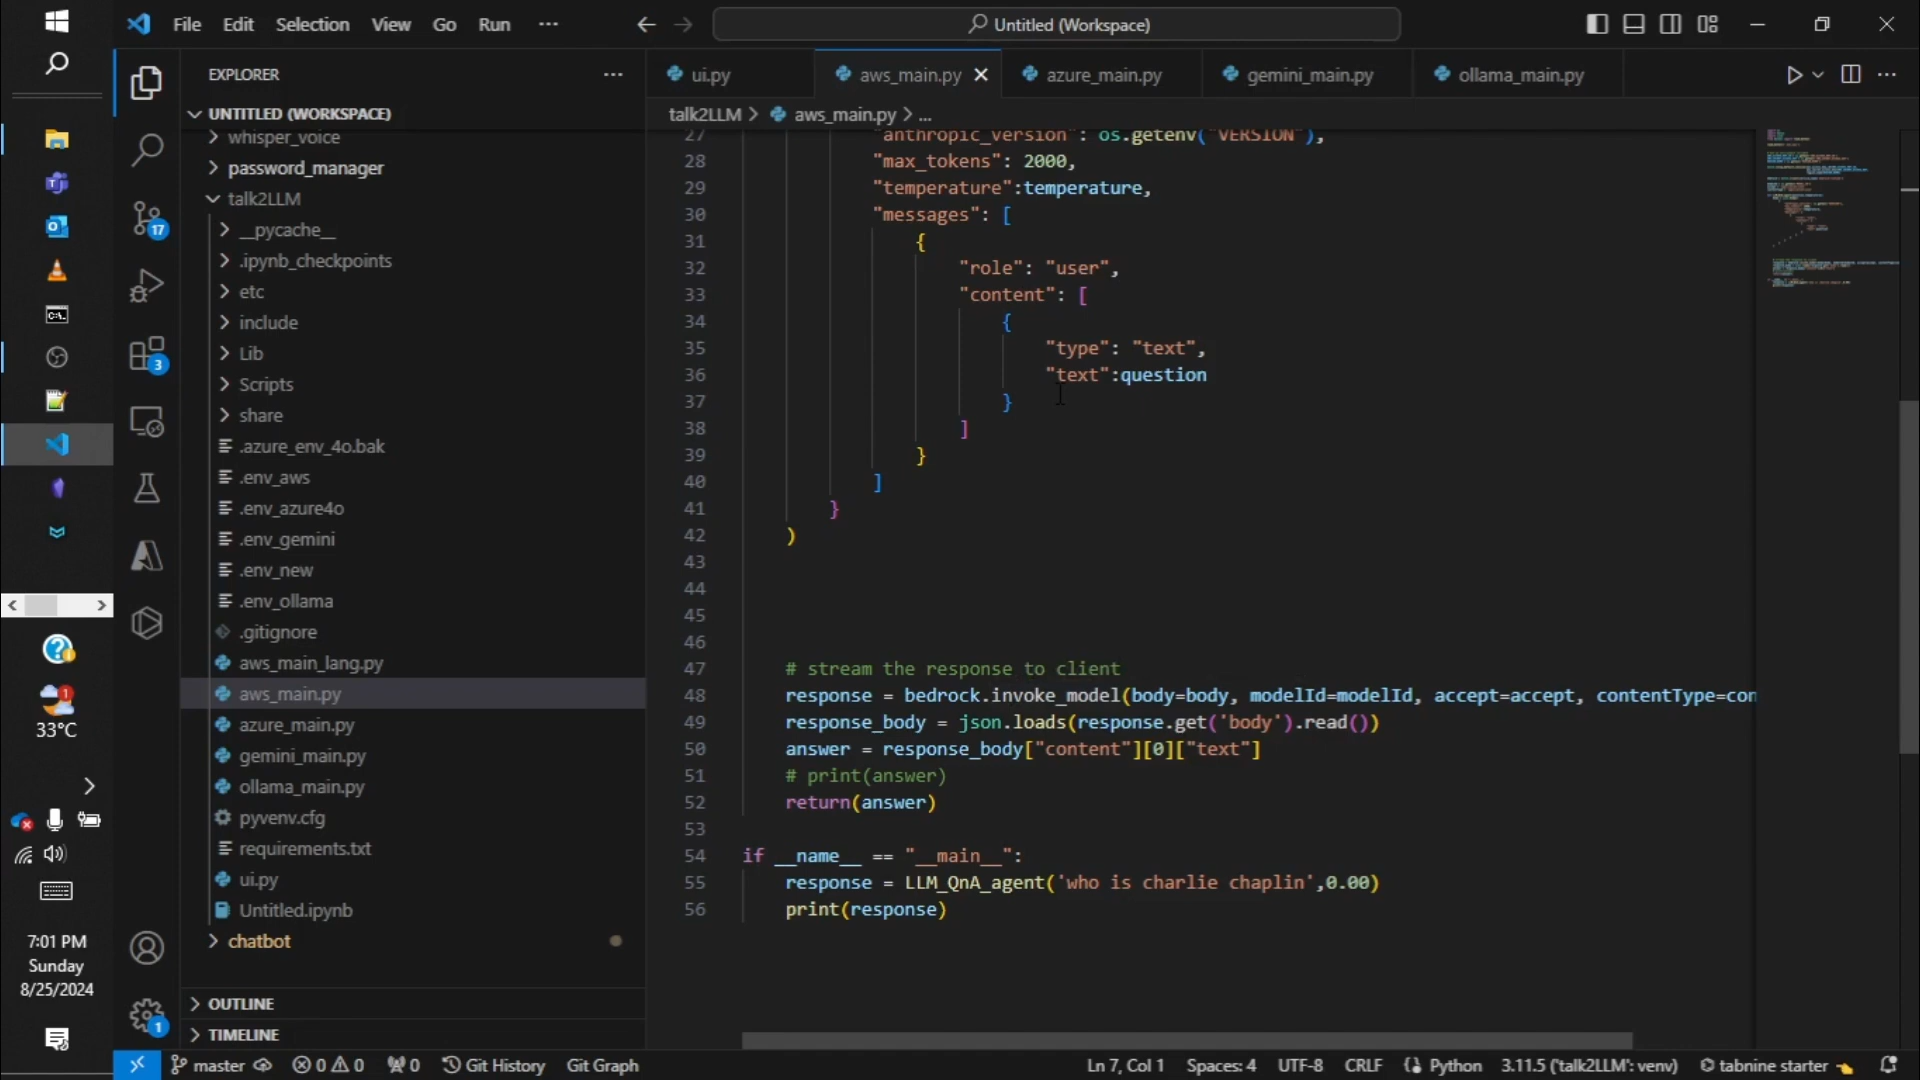 File Edit Selection View Go Run ···
Untitled (Workspace)
EXPLORER
UNTITLED (WORKSPACE)
whisper_voice
password_manager
talk2LLM
__pycache__
.ipynb_checkpoints
etc
include
Lib
Scripts
share
.azure_env_4o.bak
.env_aws
.env_azure4o
.env_gemini
.env_new
.env_ollama
.gitignore
aws_main_lang.py
aws_main.py
azure_main.py
gemini_main.py
ollama_main.py
pyvenv.cfg
requirements.txt
ui.py
Untitled.ipynb
chatbot
OUTLINE
TIMELINE
17
3
1
33°C
1
7:01 PM
Sunday
8/25/2024
ui.py
aws_main.py
azure_main.py
gemini_main.py
ollama_main.py
talk2LLM > aws_main.py > ...
27 "anthropic_version": os.getenv("VERSION"),
28 "max_tokens": 2000,
29 "temperature":temperature,
30 "messages": [
31 {
32 "role": "user",
33 "content": [
34 {
35 "type": "text",
36 "text":question
37 }
38 ]
39 }
40 ]
41 }
42 )
43
44
45
46
47 # stream the response to client
48 response = bedrock.invoke_model(body=body, modelId=modelId, accept=accept, contentType=con
49 response_body = json.loads(response.get('body').read())
50 answer = response_body["content"][0]["text"]
51 # print(answer)
52 return(answer)
53
54 if __name__ == "__main__":
55 response = LLM_QnA_agent('who is charlie chaplin',0.00)
56 print(response)
master 0 0 0 Git History Git Graph
Ln 7, Col 1 Spaces: 4 UTF-8 CRLF Python 3.11.5 ('talk2LLM': venv) tabnine starter